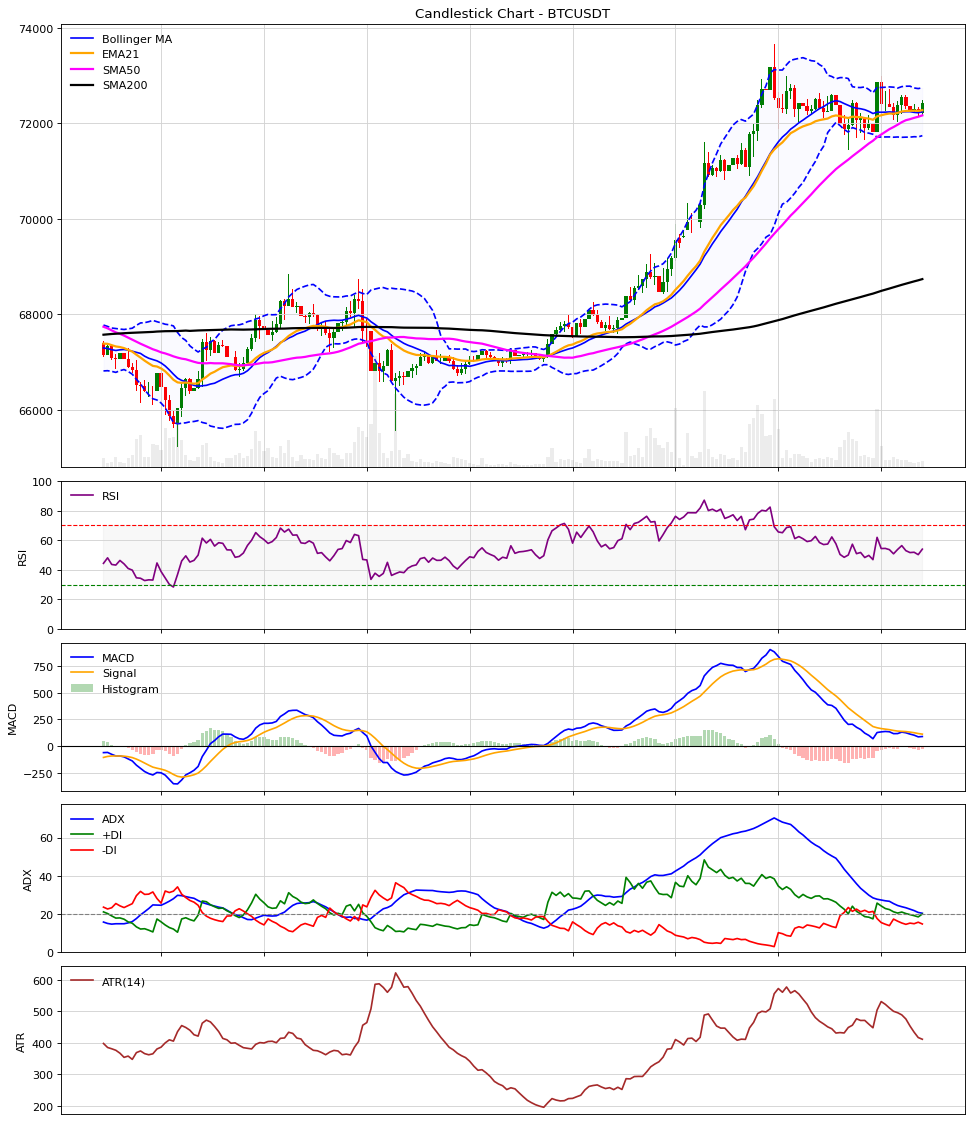 Candlestick Chart - BTCUSDT
Bollinger MA
EMA21
SMA50
SMA200
74000
72000
70000
68000
66000
RSI
100
80
60
40
20
0
RSI
MACD
Signal
Histogram
750
500
250
0
−250
MACD
ADX
+DI
-DI
60
40
20
0
ADX
ATR(14)
600
500
400
300
200
ATR